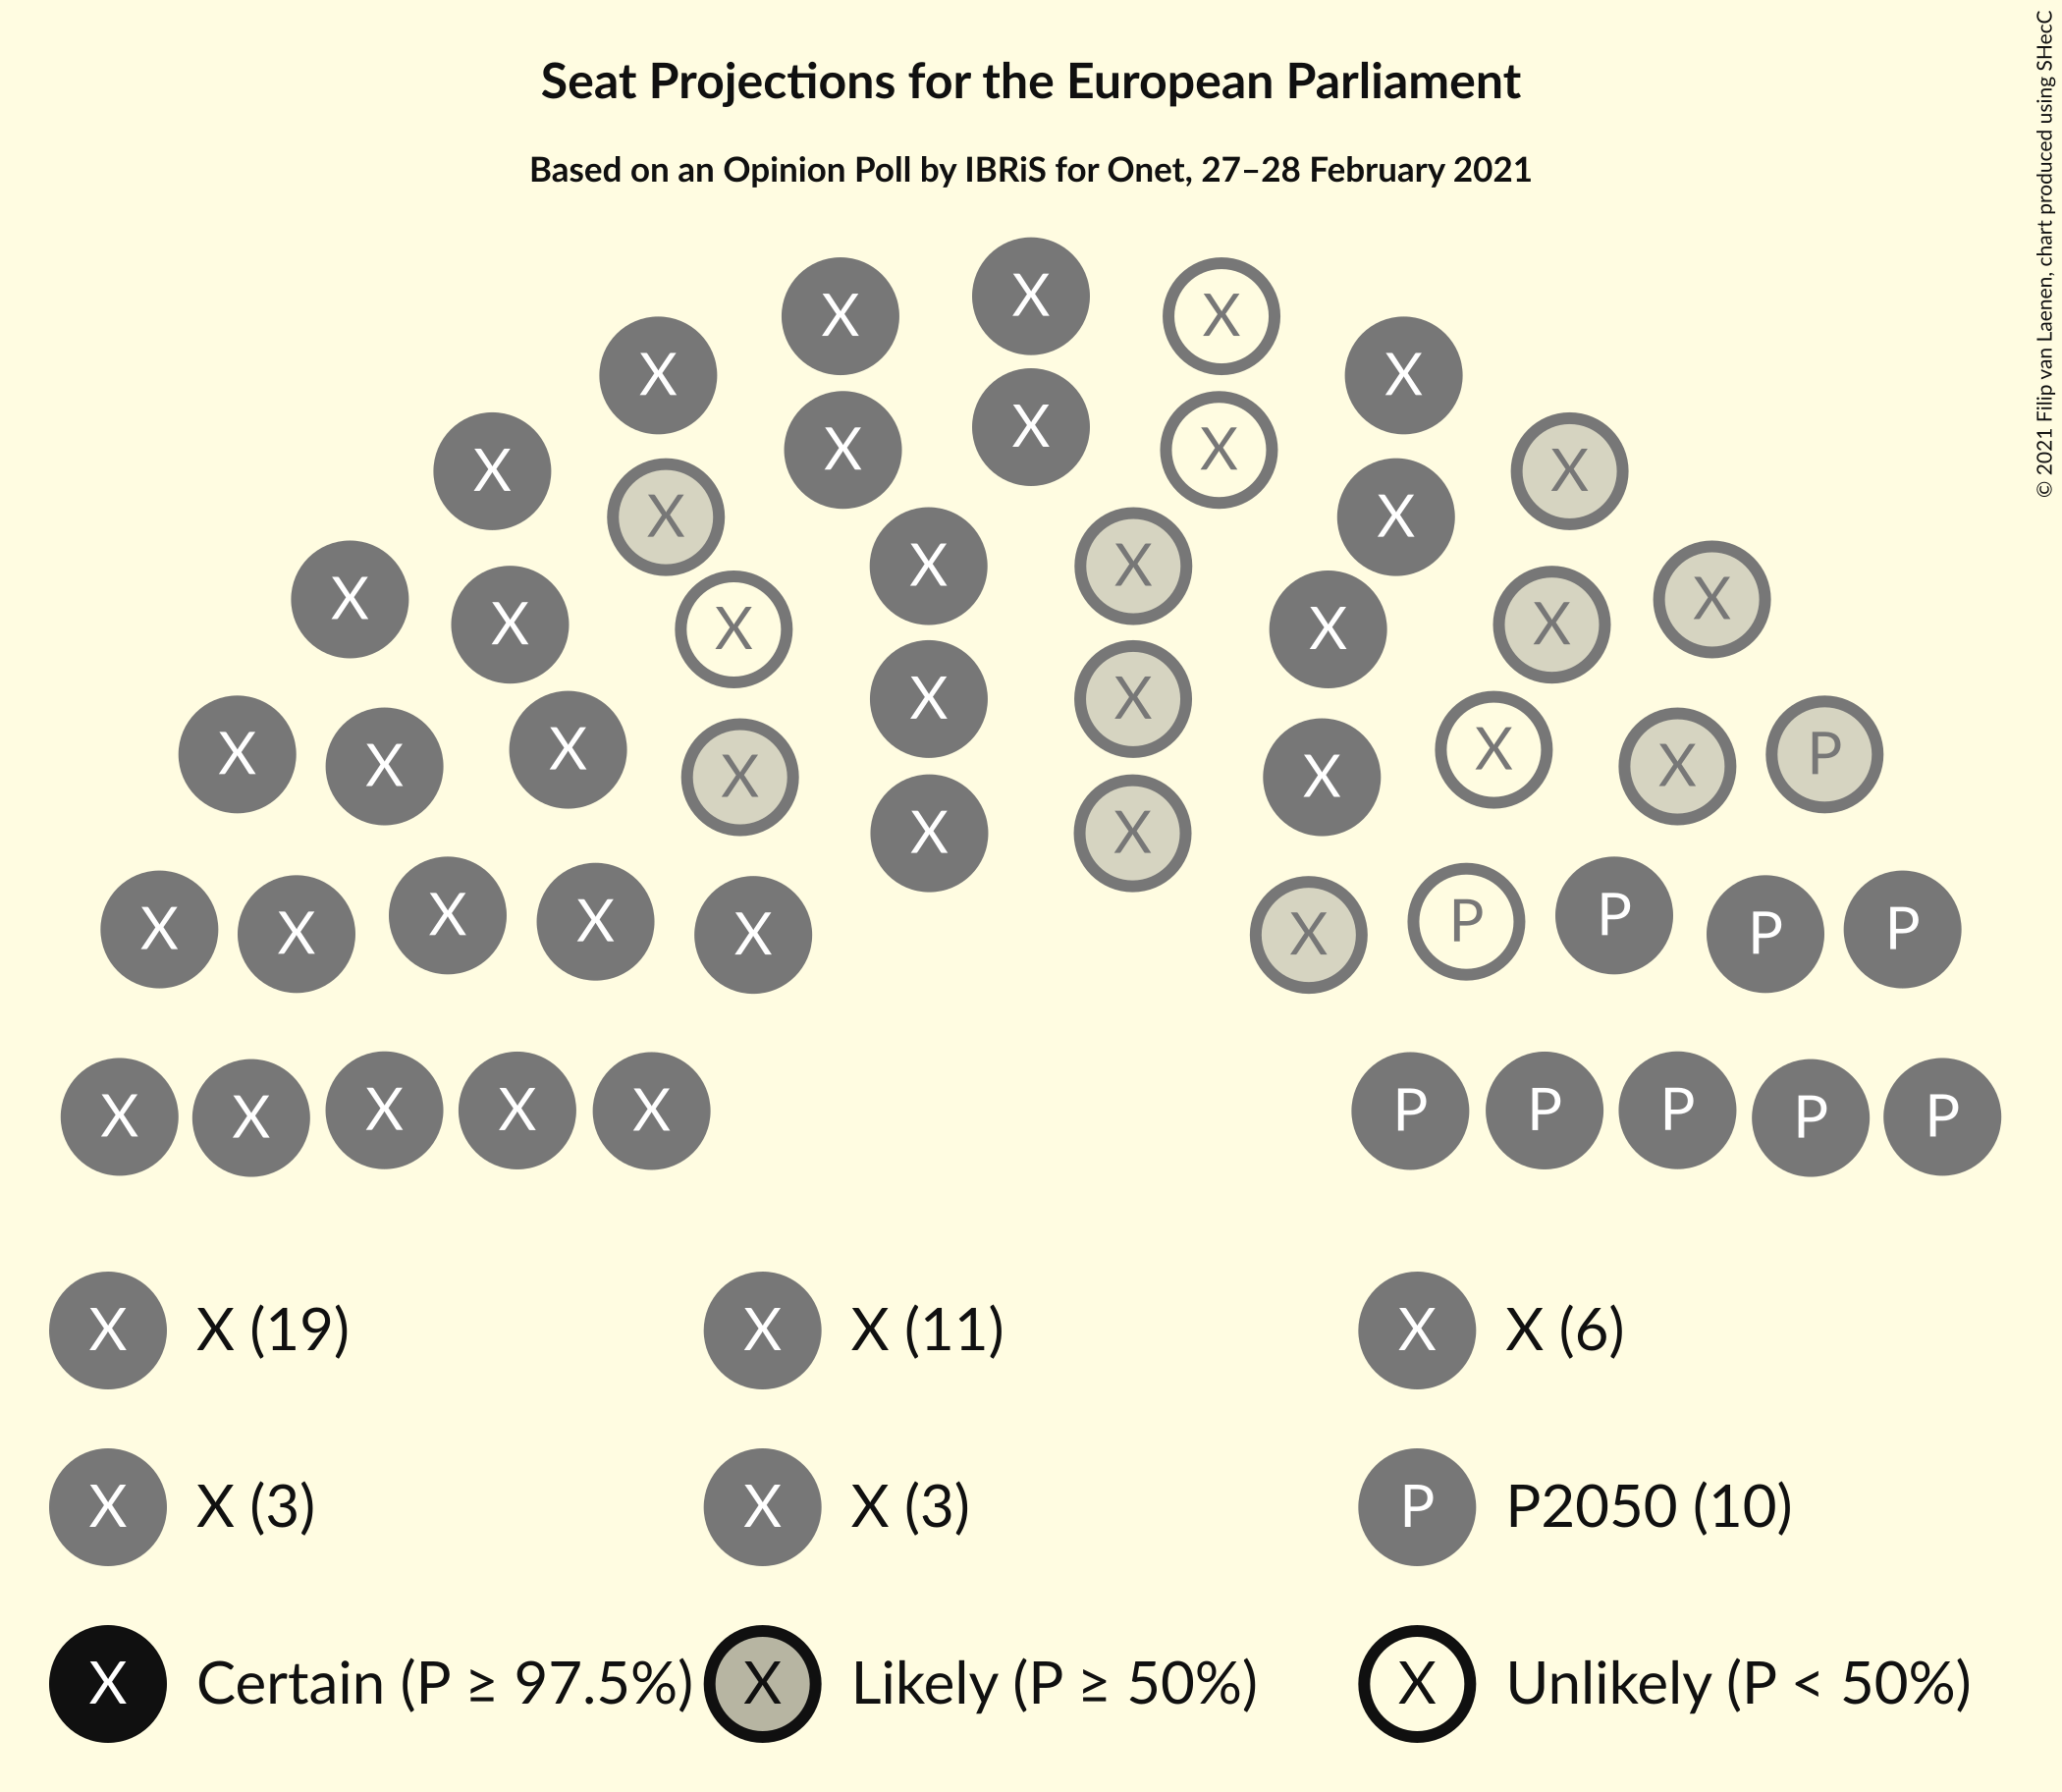 Seat Projections for the European Parliament
Based on an Opinion Poll by IBRiS for Onet, 27–28 February 2021
© 2021 Filip van Laenen, chart produced using SHecC
X X X X X
X X X X
X X X X
X X X X X X
X X X X X X
X X X X X X
X X X X X X P
X X X X X X P P P P
X X X X X P P P P P
X X (19) X X (11) X X (6)
X X (3) X X (3) P P2050 (10)
X Certain (P ≥ 97.5%) X Likely (P ≥ 50%) X Unlikely (P < 50%)